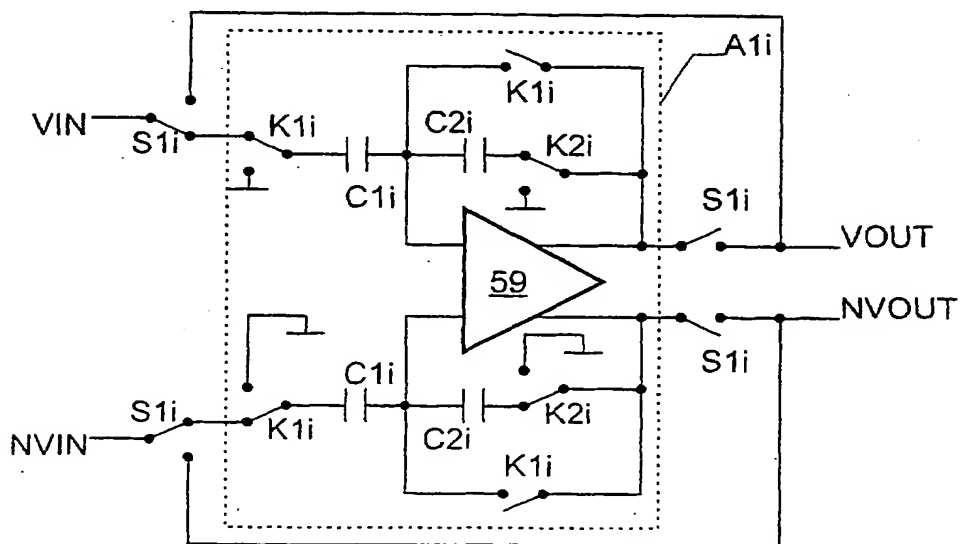 A1i
K1i
VIN
K1i
C2i
K2i
S1i
C1i
S1i
VOUT
59
NVOUT
C1i
S1i
S1i
K1i
K2i
NVIN
C2i
K1i